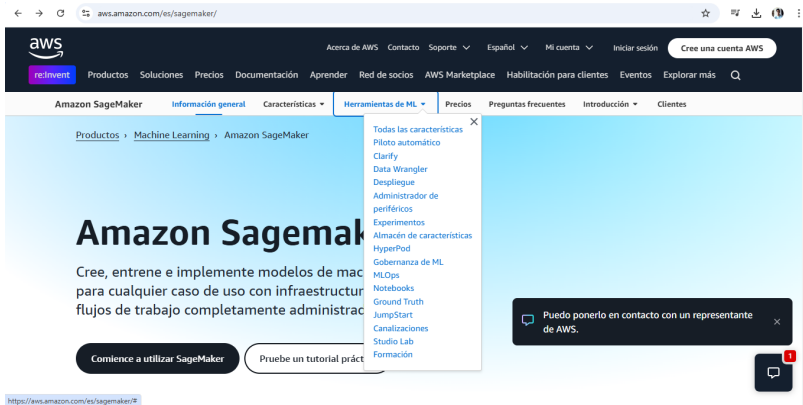 aws.amazon.com/es/sagemaker/
aws
Acerca de AWS Contacto Soporte Español Mi cuenta Iniciar sesión Cree una cuenta AWS
re:Invent Productos Soluciones Precios Documentación Aprender Red de socios AWS Marketplace Habilitación para clientes Eventos Explorar más
Amazon SageMaker Información general Características Herramientas de ML Precios Preguntas frecuentes Introducción Clientes
Productos › Machine Learning › Amazon SageMaker
Todas las características
Piloto automático
Clarify
Data Wrangler
Despliegue
Administrador de
periféricos
Experimentos
Almacén de características
HyperPod
Gobernanza de ML
MLOps
Notebooks
Ground Truth
JumpStart
Canalizaciones
Studio Lab
Formación
Amazon Sagemak
Cree, entrene e implemente modelos de mac
para cualquier caso de uso con infraestructur
flujos de trabajo completamente administrad
Comience a utilizar SageMaker
Pruebe un tutorial práct
Puedo ponerlo en contacto con un representante
de AWS.
1
https://aws.amazon.com/es/sagemaker/#